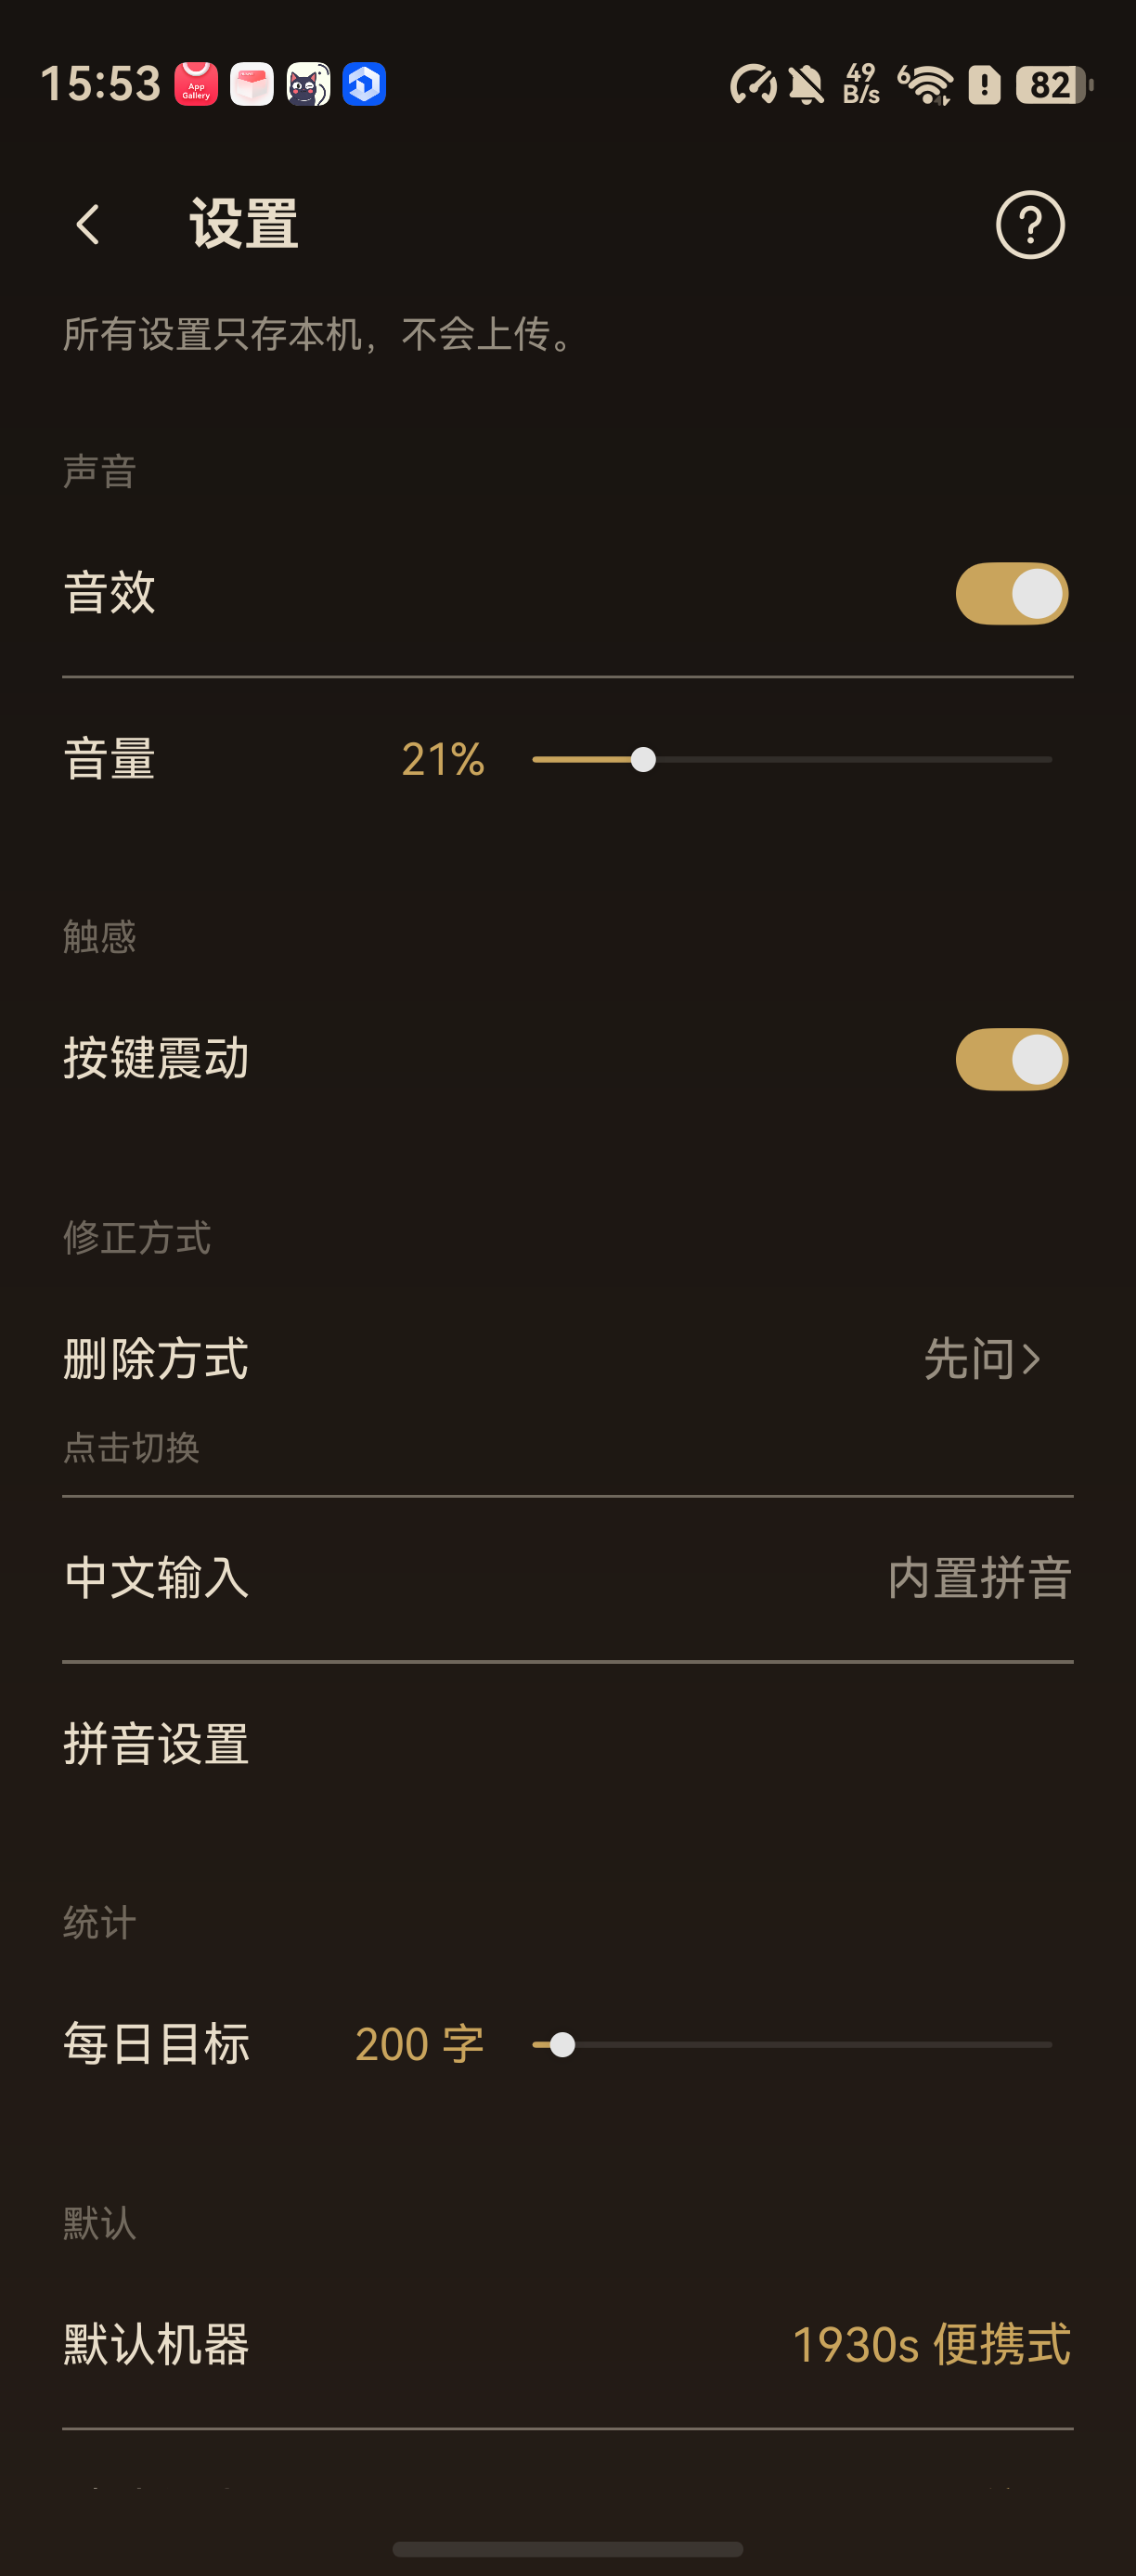 15:53
App
Gallery
49
B/s
6
82
设置
所有设置只存本机，不会上传。
声音
音效
音量 21%
触感
按键震动
修正方式
删除方式 先问
点击切换
中文输入 内置拼音
拼音设置
统计
每日目标 200 字
默认
默认机器 1930s 便携式